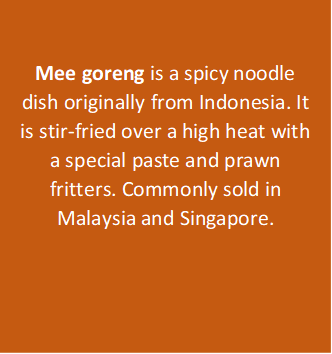 Mee goreng is a spicy noodle
dish originally from Indonesia. It
is stir-fried over a high heat with
a special paste and prawn
fritters. Commonly sold in
Malaysia and Singapore.